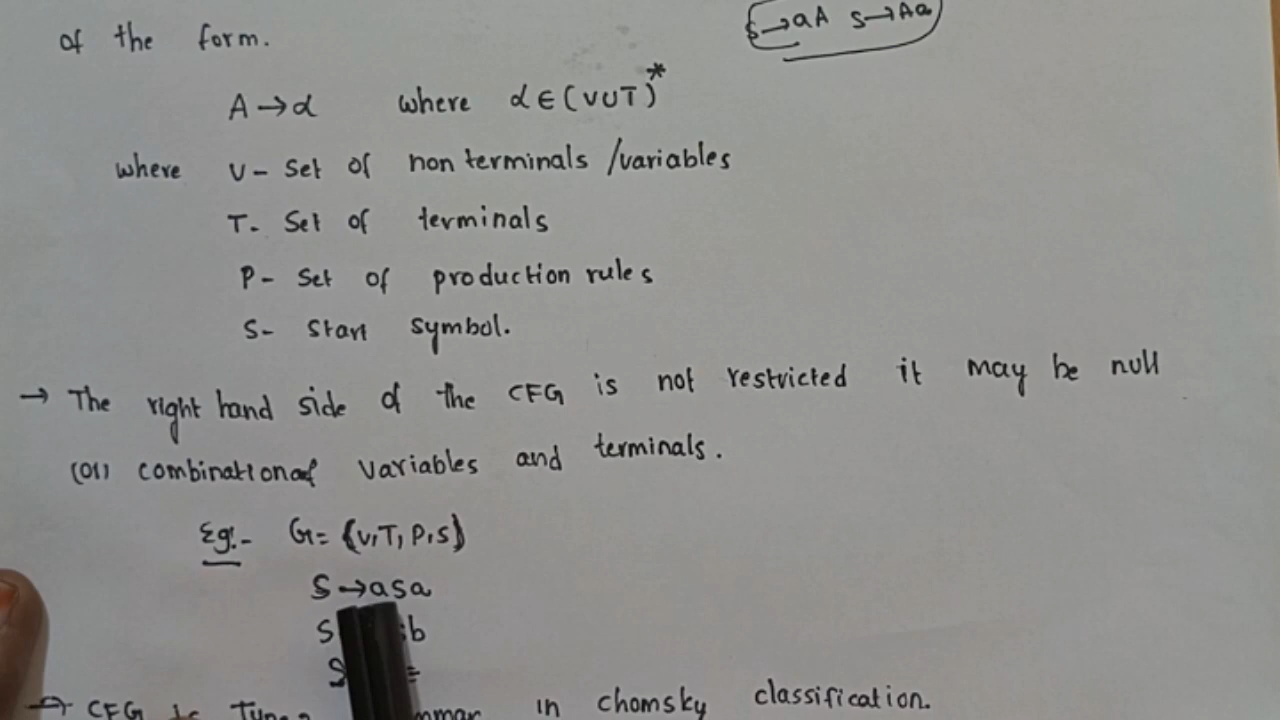 of the form.
S→aA S→Aa
A→α where α∈(VUT)*
where V- Set of non terminals /variables
T- Set of terminals
P- Set of production rules
S- Start symbol.
→ The right hand side of the CFG is not restricted it may be null
(or) combination of variables and terminals.
Eg:- G= (V,T,P,S)
S→aSa
S b
S
→ CFG is in chomsky classification.